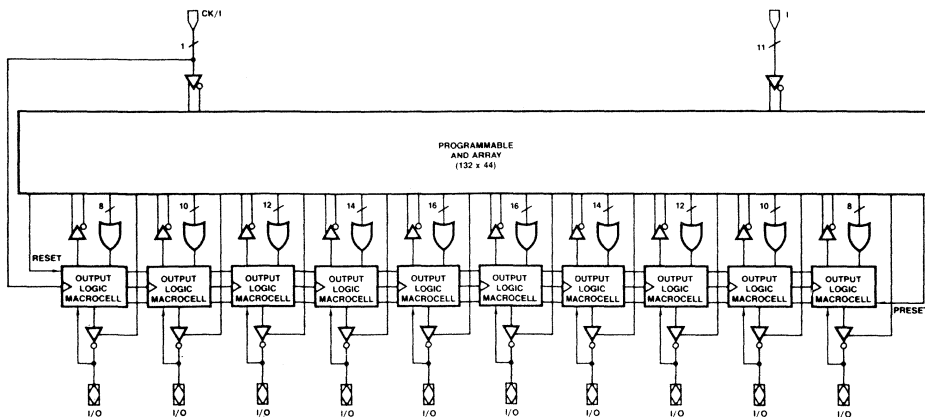 CK/I
I
1
11
PROGRAMMABLE
AND ARRAY
(132 x 44)
8
10
12
14
16
16
14
12
10
8
RESET
OUTPUT
LOGIC
MACROCELL
OUTPUT
LOGIC
MACROCELL
OUTPUT
LOGIC
MACROCELL
OUTPUT
LOGIC
MACROCELL
OUTPUT
LOGIC
MACROCELL
OUTPUT
LOGIC
MACROCELL
OUTPUT
LOGIC
MACROCELL
OUTPUT
LOGIC
MACROCELL
OUTPUT
LOGIC
MACROCELL
OUTPUT
LOGIC
MACROCELL
PRESET
I/O
I/O
I/O
I/O
I/O
I/O
I/O
I/O
I/O
I/O